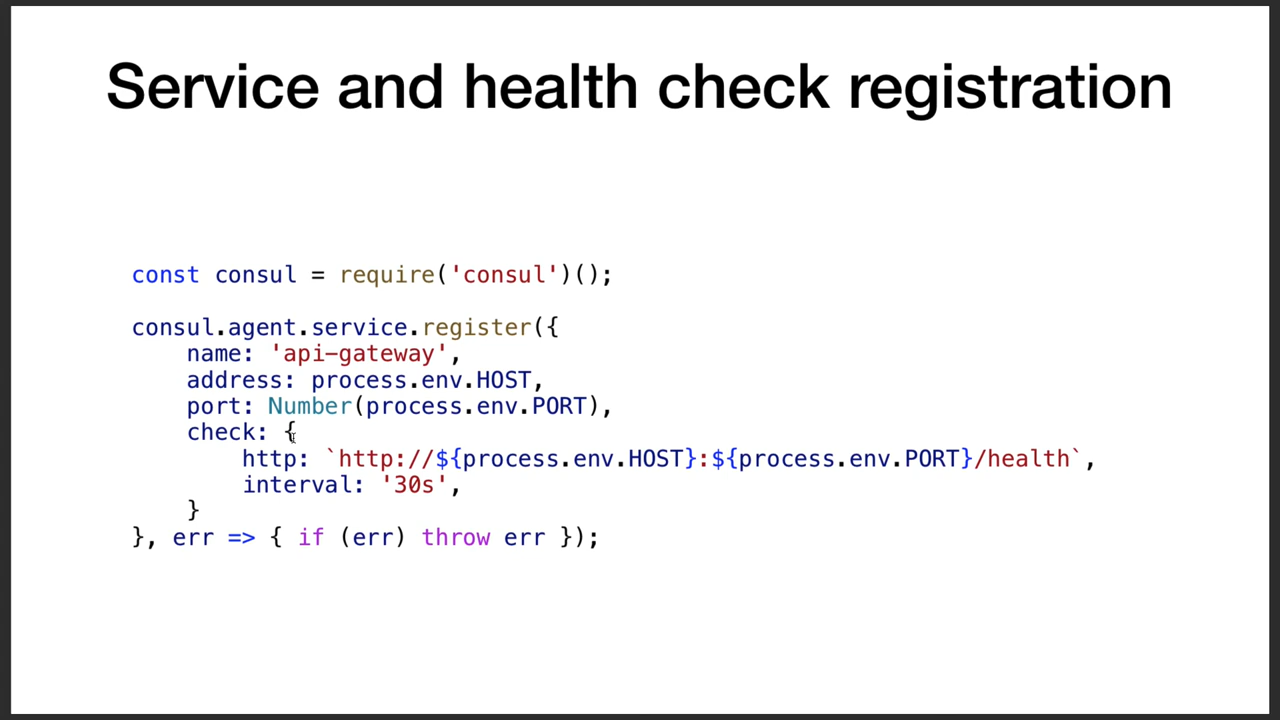 Service and health check registration
const consul = require('consul')();
consul.agent.service.register({
    name: 'api-gateway',
    address: process.env.HOST,
    port: Number(process.env.PORT),
    check: {
        http: `http://${process.env.HOST}:${process.env.PORT}/health`,
        interval: '30s',
    }
}, err => { if (err) throw err });